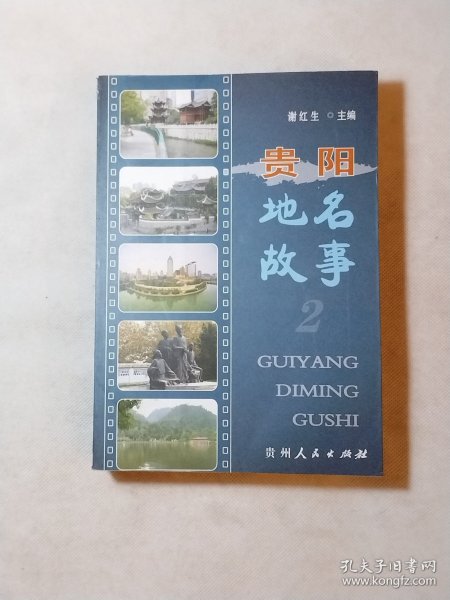 谢红生 ○ 主编
贵阳
地名
故事
2
GUIYANG
DIMING
GUSHI
贵州人民出版社
孔夫子旧书网
www.kongfz.com